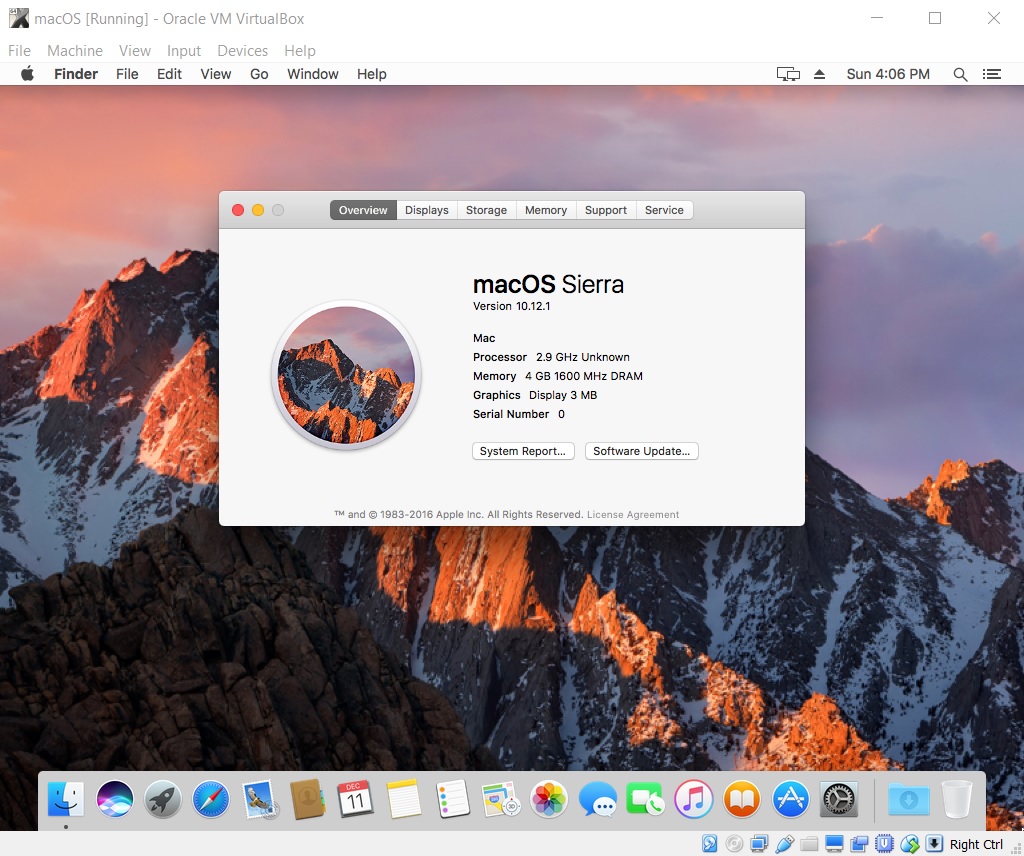 macOS [Running] - Oracle VM VirtualBox
File Machine View Input Devices Help
Finder File Edit View Go Window Help Sun 4:06 PM
Overview Displays Storage Memory Support Service
macOS Sierra
Version 10.12.1
Mac
Processor 2.9 GHz Unknown
Memory 4 GB 1600 MHz DRAM
Graphics Display 3 MB
Serial Number 0
System Report... Software Update...
™ and © 1983-2016 Apple Inc. All Rights Reserved. License Agreement
DEC
11
3D
Right Ctrl